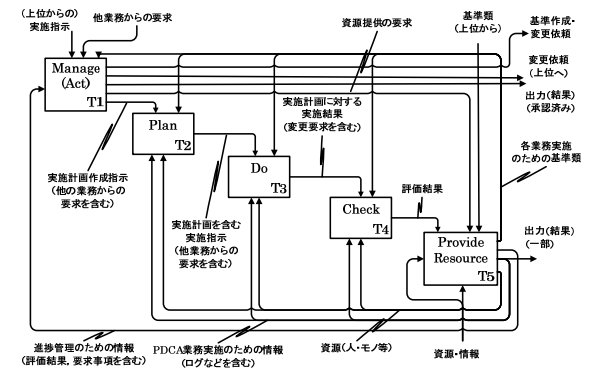 (上位からの)
実施指示
他業務からの要求
資源提供の要求
基準類
(上位から)
基準作成・
変更依頼
変更依頼
(上位へ)
出力(結果)
(承認済み)
Manage
(Act)
T1
Plan
T2
実施計画に対する
実施結果
(変更要求を含む)
Do
T3
各業務実施
のための基準類
実施計画作成指示
(他の業務からの
要求を含む)
評価結果
Check
T4
実施計画を含む
実施指示
(他業務からの
要求を含む)
Provide
Resource
T5
出力(結果)
(一部)
進捗管理のための情報
(評価結果, 要求事項を含む)
PDCA業務実施のための情報
(ログなどを含む)
資源(人・モノ等)
資源・情報